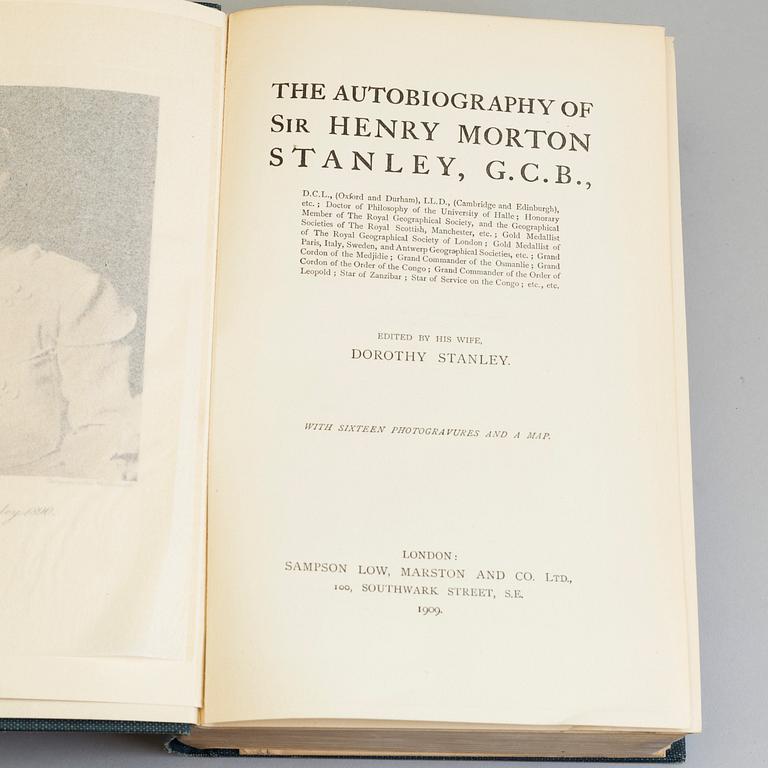 THE AUTOBIOGRAPHY OF
SIR HENRY MORTON
STANLEY, G.C.B.,
D.C.L., (Oxford and Durham), LL.D., (Cambridge and Edinburgh),
etc. ; Doctor of Philosophy of the University of Halle ; Honorary
Member of The Royal Geographical Society, and the Geographical
Societies of The Royal Scottish, Manchester, etc. ; Gold Medallist
of The Royal Geographical Society of London ; Gold Medallist of
Paris, Italy, Sweden, and Antwerp Geographical Societies, etc. ; Grand
Cordon of the Medjidie ; Grand Commander of the Osmanlie ; Grand
Cordon of the Order of the Congo ; Grand Commander of the Order of
Leopold ; Star of Zanzibar ; Star of Service on the Congo ; etc., etc.
EDITED BY HIS WIFE,
DOROTHY STANLEY.
WITH SIXTEEN PHOTOGRAVURES AND A MAP.
LONDON :
SAMPSON LOW, MARSTON AND CO. LTD.,
100, SOUTHWARK STREET, S.E.
1909.
1890.